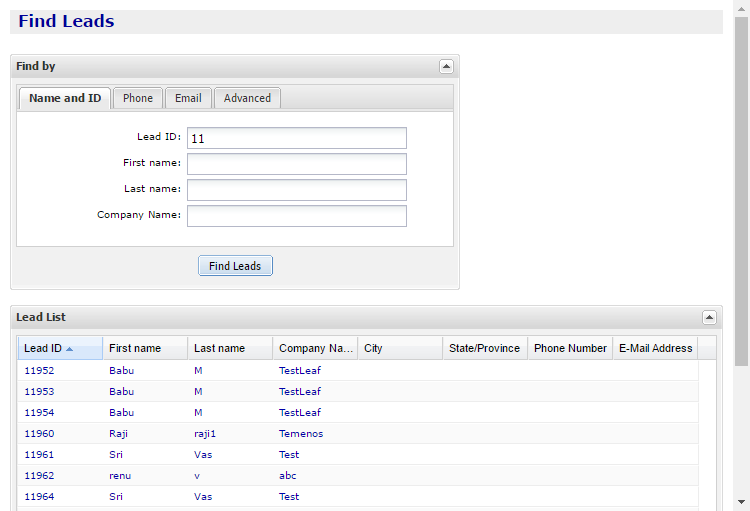 Find Leads
Find by
Name and ID Phone Email Advanced
Lead ID: 11
First name:
Last name:
Company Name:
Find Leads
Lead List
Lead ID First name Last name Company Na... City State/Province Phone Number E-Mail Address
11952 Babu M TestLeaf
11953 Babu M TestLeaf
11954 Babu M TestLeaf
11960 Raji raji1 Temenos
11961 Sri Vas Test
11962 renu v abc
11964 Sri Vas Test